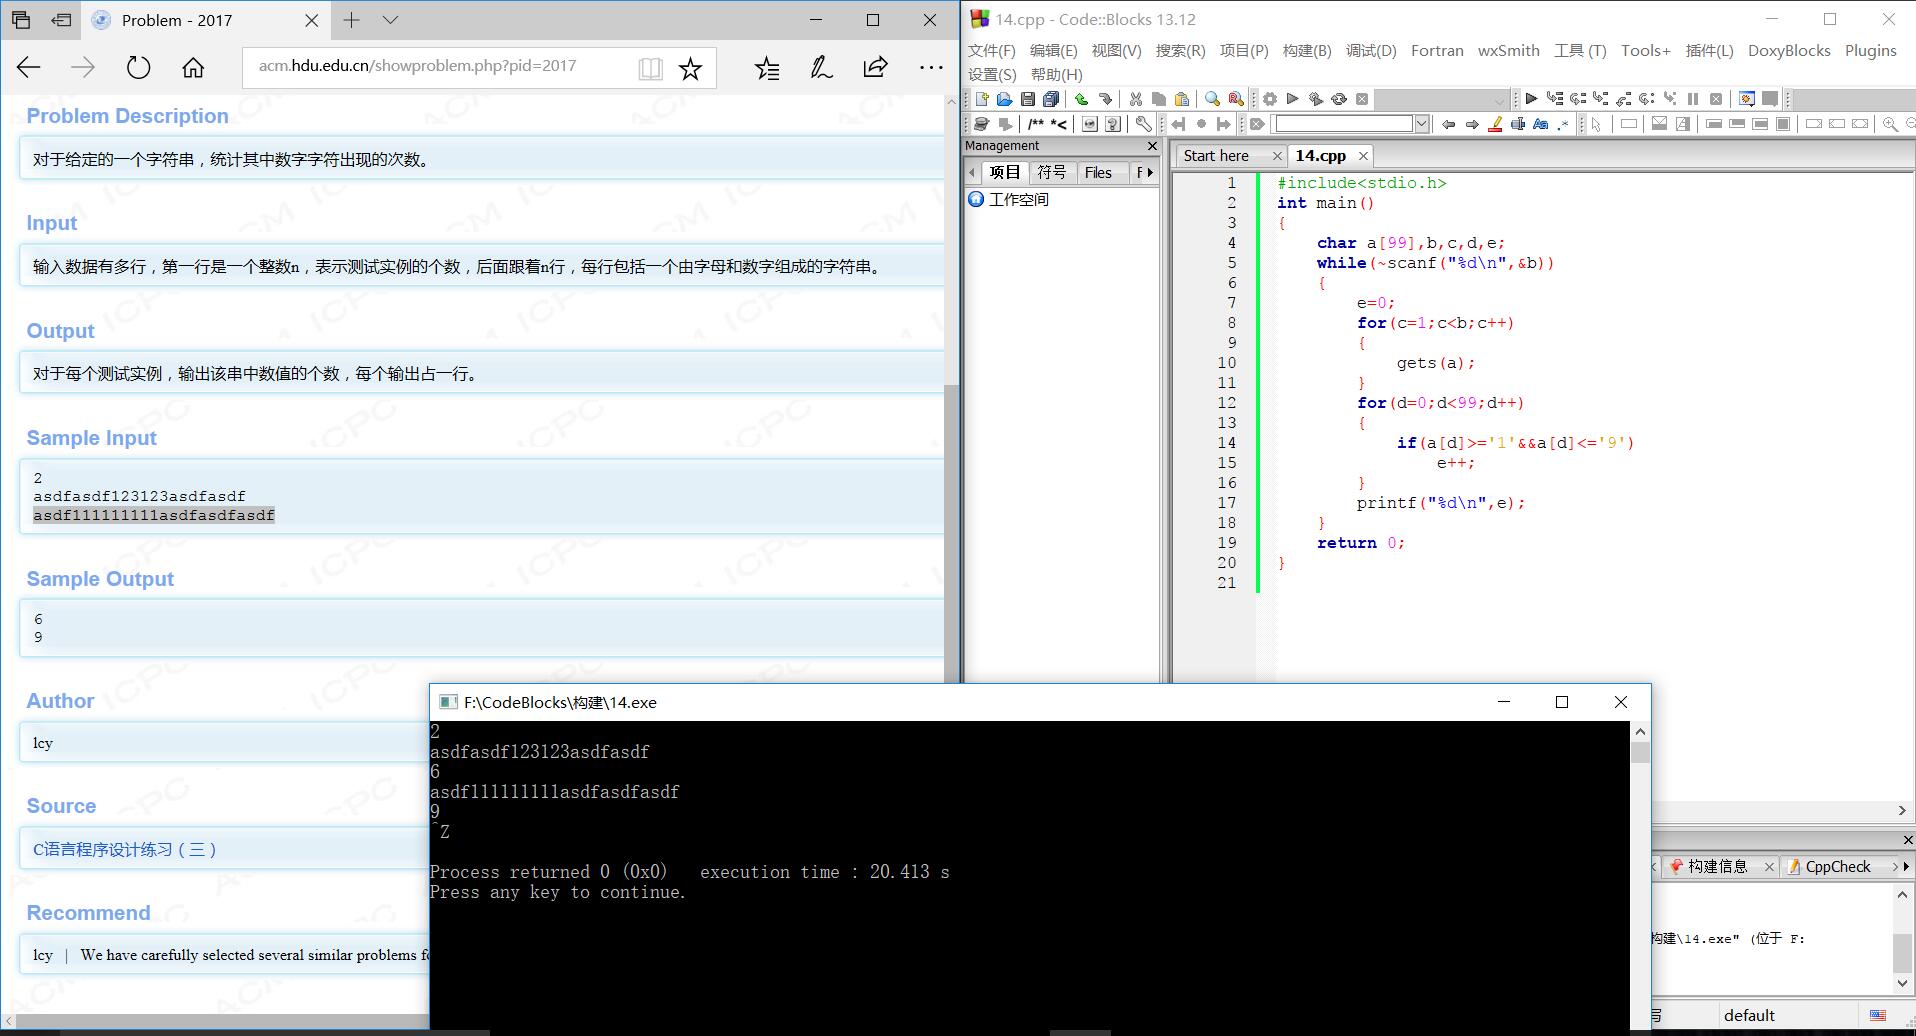 Problem - 2017
acm.hdu.edu.cn/showproblem.php?pid=2017
Problem Description
对于给定的一个字符串，统计其中数字字符出现的次数。
Input
输入数据有多行，第一行是一个整数n，表示测试实例的个数，后面跟着n行，每行包括一个由字母和数字组成的字符串。
Output
对于每个测试实例，输出该串中数值的个数，每个输出占一行。
Sample Input
2
asdfasdf123123asdfasdf
asdf111111111asdfasdfasdf
Sample Output
6
9
Author
lcy
Source
C语言程序设计练习（三）
Recommend
lcy | We have carefully selected several similar problems f
14.cpp - Code::Blocks 13.12
文件(F) 编辑(E) 视图(V) 搜索(R) 项目(P) 构建(B) 调试(D) Fortran wxSmith 工具 (T) Tools+ 插件(L) DoxyBlocks Plugins
设置(S) 帮助(H)
/** *<
Management
项目 符号 Files F
工作空间
Start here 14.cpp
1 #include<stdio.h>
2 int main()
3 {
4 char a[99],b,c,d,e;
5 while(~scanf("%d\n",&b))
6 {
7 e=0;
8 for(c=1;c<b;c++)
9 {
10 gets(a);
11 }
12 for(d=0;d<99;d++)
13 {
14 if(a[d]>='1'&&a[d]<='9')
15 e++;
16 }
17 printf("%d\n",e);
18 }
19 return 0;
20 }
21
F:\CodeBlocks\构建\14.exe
2
asdfasdf123123asdfasdf
6
asdf111111111asdfasdfasdf
9
^Z
Process returned 0 (0x0)   execution time : 20.413 s
Press any key to continue.
构建信息 CppCheck
构建\14.exe" (位于 F:
写 default